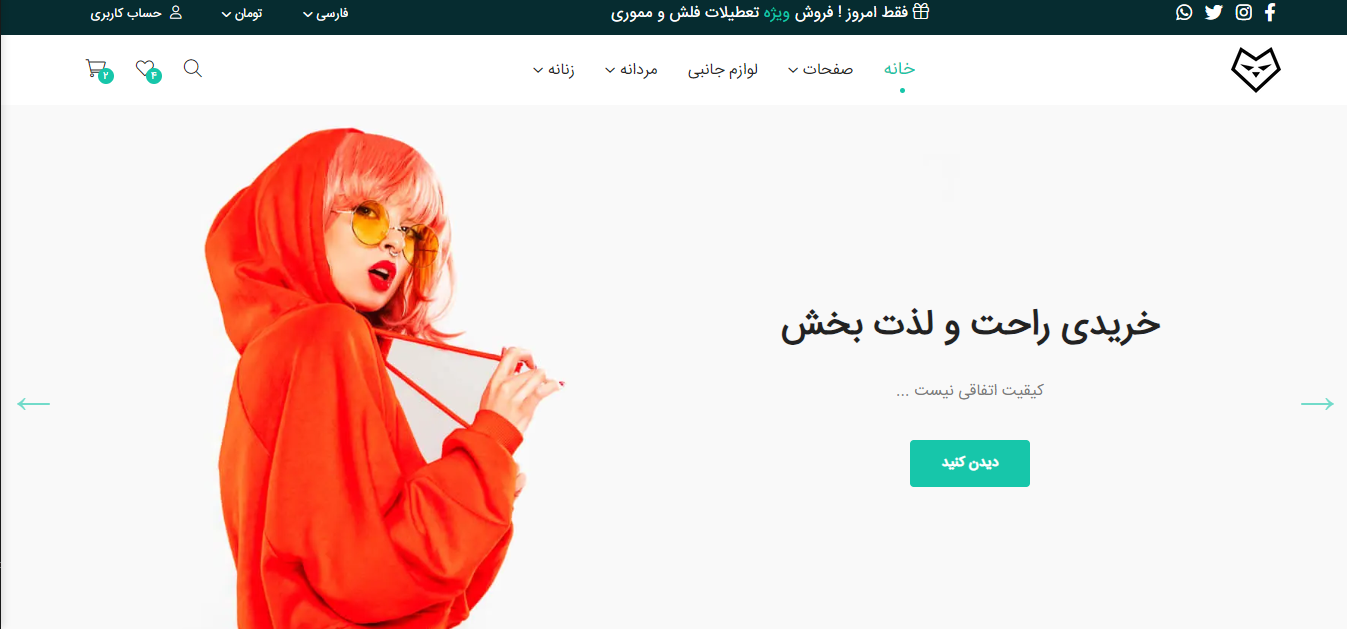 فقط امروز ! فروش ویژه تعطیلات فلش و مموری
فارسی
تومان
حساب کاربری
خانه
صفحات
لوازم جانبی
مردانه
زنانه
۴
۲
خریدی راحت و لذت بخش
کیقیت اتفاقی نیست ...
دیدن کنید